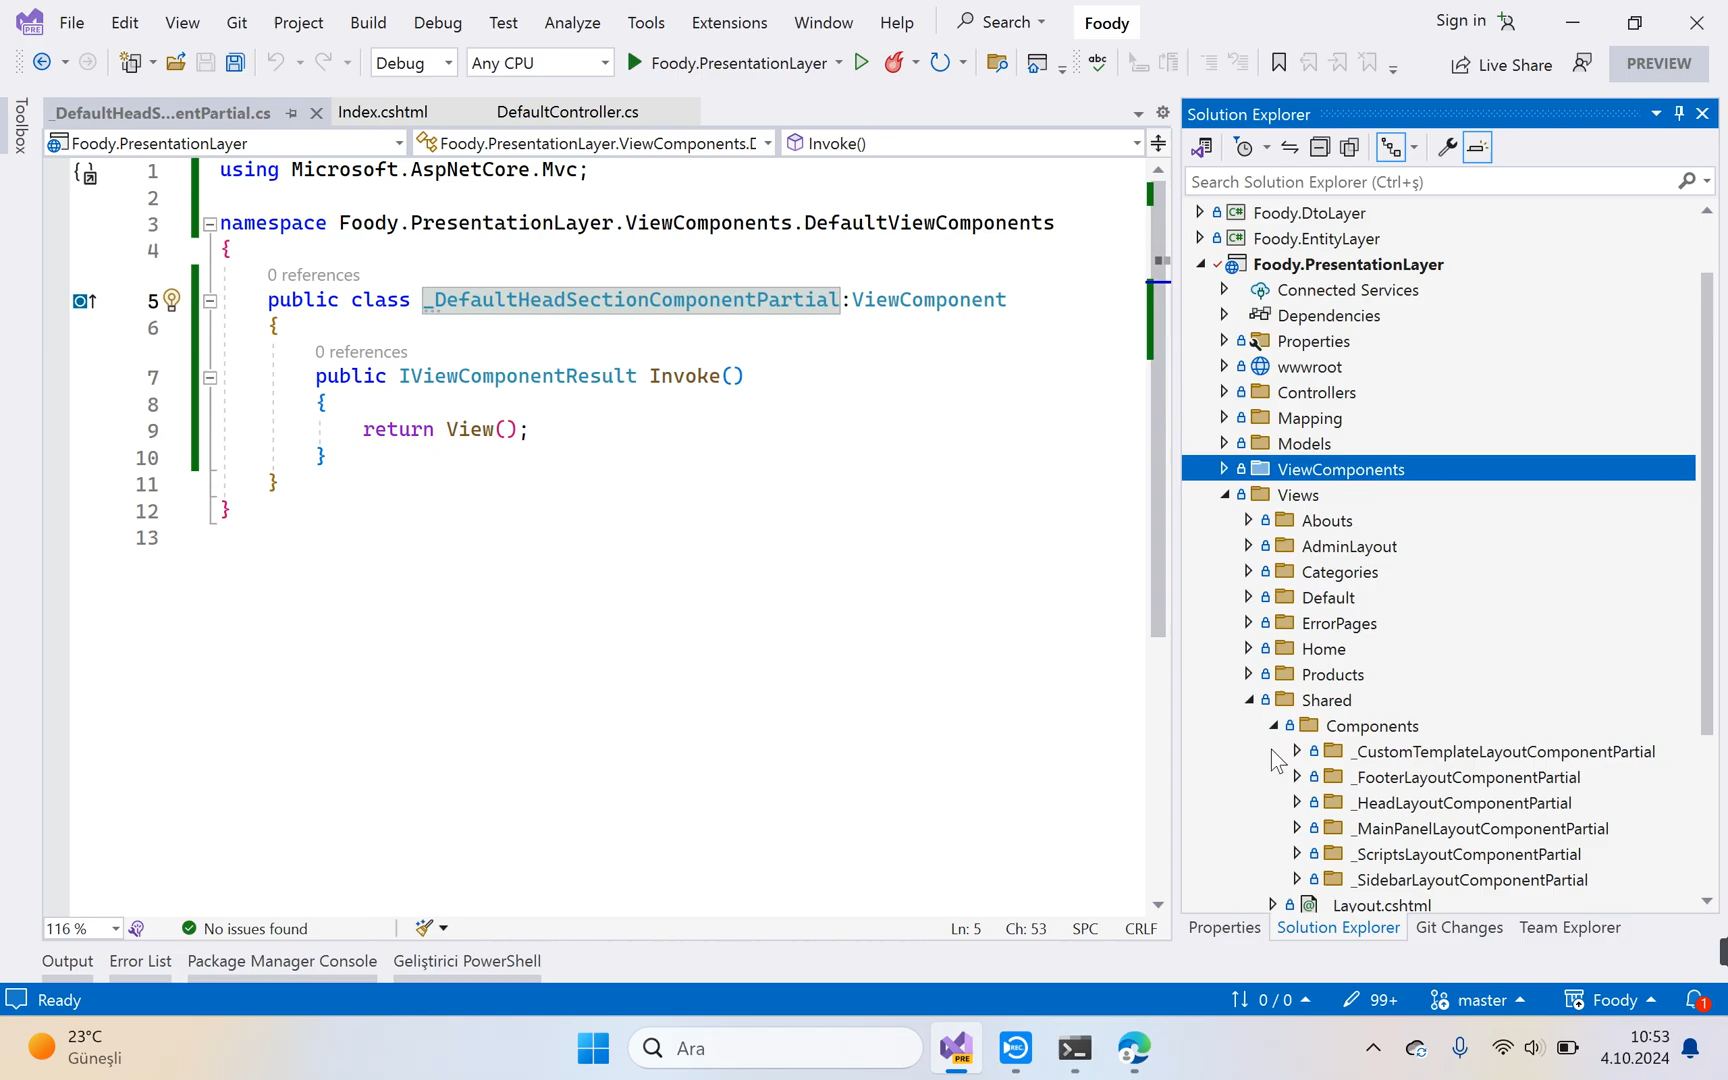 File Edit View Git Project Build Debug Test Analyze Tools Extensions Window Help Search Foody Sign in
Debug Any CPU Foody.PresentationLayer Live Share PREVIEW
Toolbox
_DefaultHeadS...entPartial.cs Index.cshtml DefaultController.cs
Foody.PresentationLayer Foody.PresentationLayer.ViewComponents.D Invoke()
1 using Microsoft.AspNetCore.Mvc;
2
3 namespace Foody.PresentationLayer.ViewComponents.DefaultViewComponents
4 {
0 references
5 public class _DefaultHeadSectionComponentPartial:ViewComponent
6 {
0 references
7 public IViewComponentResult Invoke()
8 {
9 return View();
10 }
11 }
12 }
13
116 % No issues found Ln: 5 Ch: 53 SPC CRLF
Output Error List Package Manager Console Geliştirici PowerShell
Solution Explorer
Search Solution Explorer (Ctrl+ş)
Foody.DtoLayer
Foody.EntityLayer
Foody.PresentationLayer
Connected Services
Dependencies
Properties
wwwroot
Controllers
Mapping
Models
ViewComponents
Views
Abouts
AdminLayout
Categories
Default
ErrorPages
Home
Products
Shared
Components
_CustomTemplateLayoutComponentPartial
_FooterLayoutComponentPartial
_HeadLayoutComponentPartial
_MainPanelLayoutComponentPartial
_ScriptsLayoutComponentPartial
_SidebarLayoutComponentPartial
Layout.cshtml
Properties Solution Explorer Git Changes Team Explorer
Ready 0 / 0 99+ master Foody 1
23°C
Güneşli
Ara
PRE
REC
10:53
4.10.2024